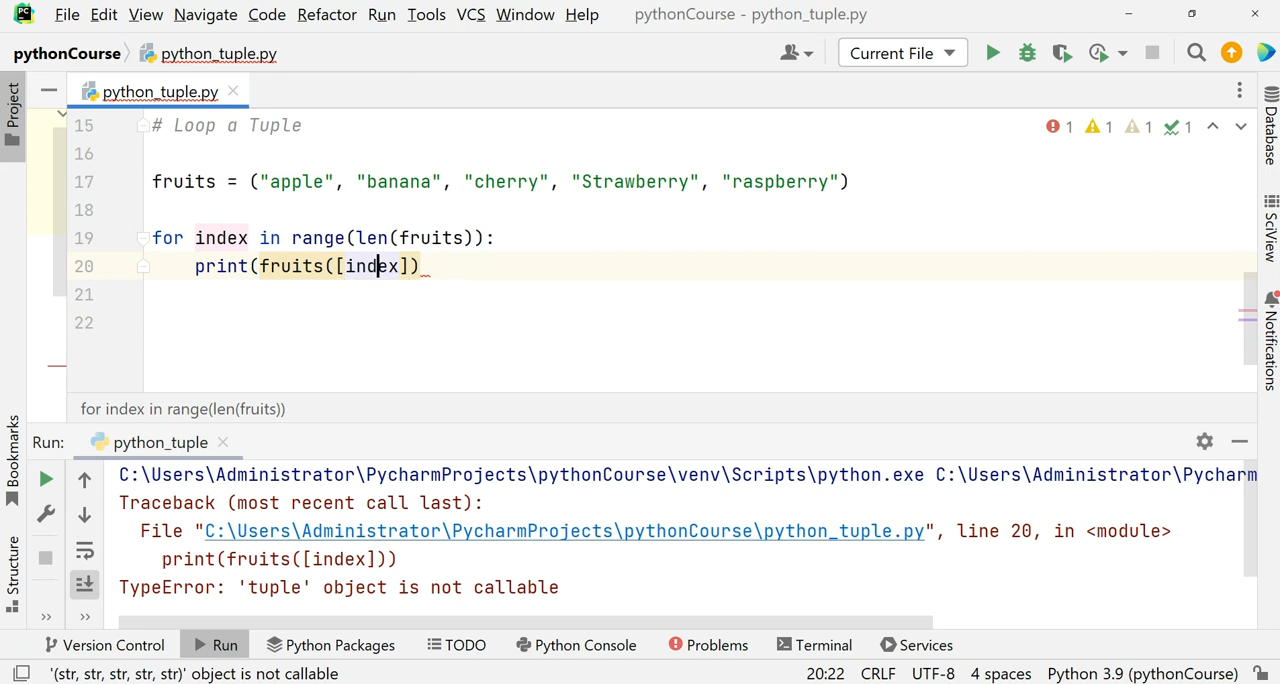 PC File Edit View Navigate Code Refactor Run Tools VCS Window Help pythonCourse - python_tuple.py
pythonCourse python_tuple.py Current File
Project python_tuple.py
15 # Loop a Tuple 1 1 1 1
16
17 fruits = ("apple", "banana", "cherry", "Strawberry", "raspberry")
18
19 for index in range(len(fruits)):
20 print(fruits([index])
21
22
for index in range(len(fruits))
Database
SciView
Notifications
Bookmarks
Structure
Run: python_tuple
C:\Users\Administrator\PycharmProjects\pythonCourse\venv\Scripts\python.exe C:\Users\Administrator\Pycharm
Traceback (most recent call last):
File "C:\Users\Administrator\PycharmProjects\pythonCourse\python_tuple.py", line 20, in <module>
print(fruits([index]))
TypeError: 'tuple' object is not callable
Version Control Run Python Packages TODO Python Console Problems Terminal Services
'(str, str, str, str, str)' object is not callable 20:22 CRLF UTF-8 4 spaces Python 3.9 (pythonCourse)